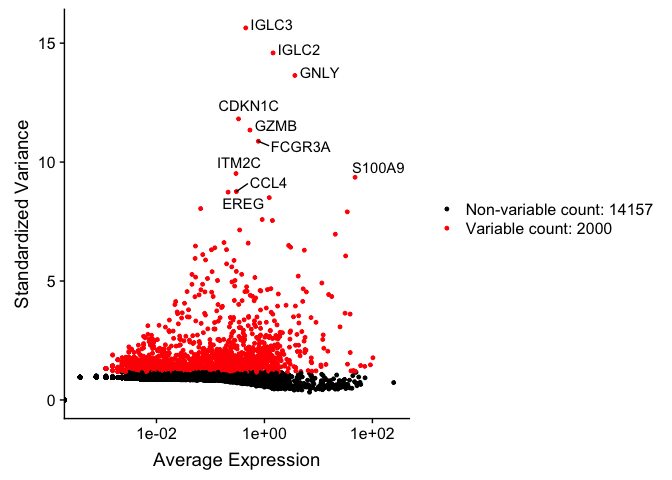 IGLC3
15
IGLC2
GNLY
CDKN1C
GZMB
FCGR3A
10
ITM2C
S100A9
CCL4
EREG
Standardized Variance
Non-variable count: 14157
Variable count: 2000
5
0
1e-02
1e+00
1e+02
Average Expression